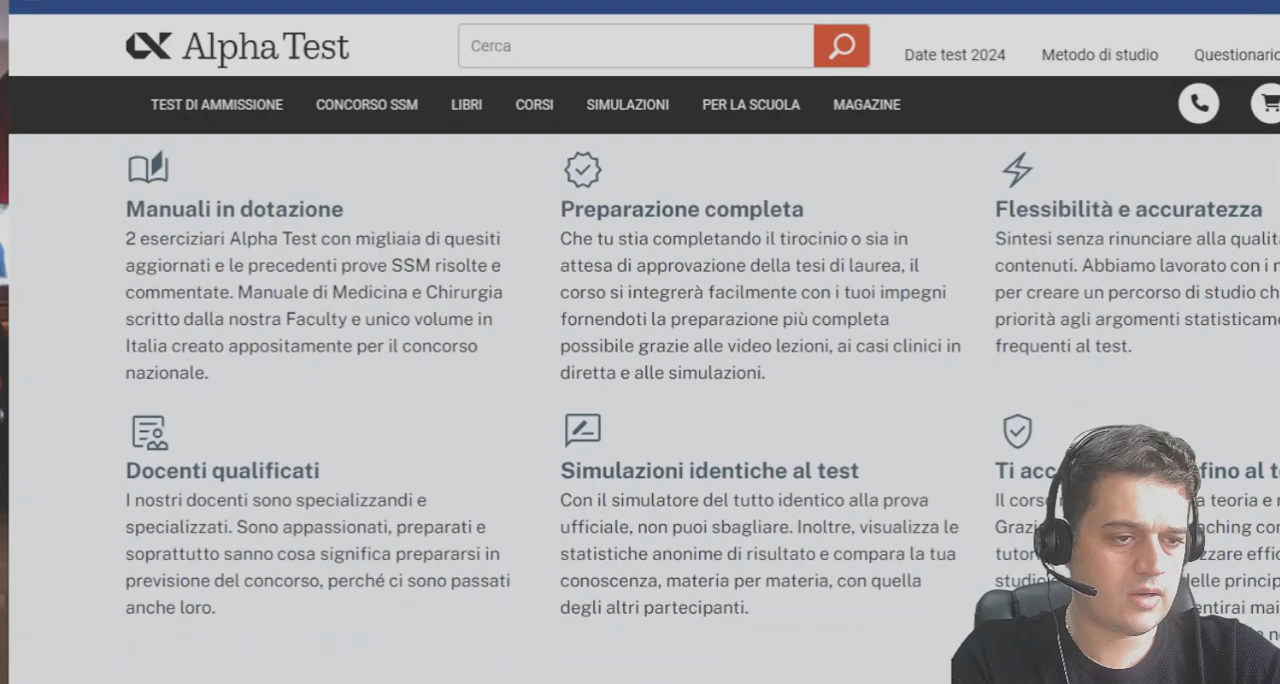 Alpha Test
Cerca
Date test 2024
Metodo di studio
Questionario
TEST DI AMMISSIONE
CONCORSO SSM
LIBRI
CORSI
SIMULAZIONI
PER LA SCUOLA
MAGAZINE
Manuali in dotazione
2 eserciziari Alpha Test con migliaia di quesiti
aggiornati e le precedenti prove SSM risolte e
commentate. Manuale di Medicina e Chirurgia
scritto dalla nostra Faculty e unico volume in
Italia creato appositamente per il concorso
nazionale.
Preparazione completa
Che tu stia completando il tirocinio o sia in
attesa di approvazione della tesi di laurea, il
corso si integrerà facilmente con i tuoi impegni
fornendoti la preparazione più completa
possibile grazie alle video lezioni, ai casi clinici in
diretta e alle simulazioni.
Flessibilità e accuratezza
Sintesi senza rinunciare alla
contenuti. Abbiamo lavorato con i
per creare un percorso di studio
priorità agli argomenti
frequenti al test.
Docenti qualificati
I nostri docenti sono specializzandi e
specializzati. Sono appassionati, preparati e
soprattutto sanno cosa significa prepararsi in
previsione del concorso, perché ci sono passati
anche loro.
Simulazioni identiche al test
Con il simulatore del tutto identico alla prova
ufficiale, non puoi sbagliare. Inoltre, visualizza le
statistiche anonime di risultato e compara la tua
conoscenza, materia per materia, con quella
degli altri partecipanti.
Ti fino al
Il teoria e